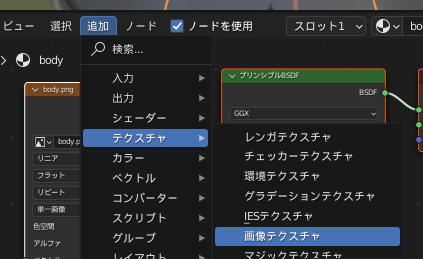 ビュー 選択 追加 ノード ノードを使用 スロット1
body
検索...
body.png
プリンシプルBSDF
入力
BSDF
出力
GGX
シェーダー
テクスチャ
レンガテクスチャ
body.p
カラー
チェッカーテクスチャ
リニア
ベクトル
環境テクスチャ
フラット
コンバーター
グラデーションテクスチャ
リピート
スクリプト
IESテクスチャ
単一画像
色空間
グループ
画像テクスチャ
アルファ
レイアウト
マジックテクスチャ